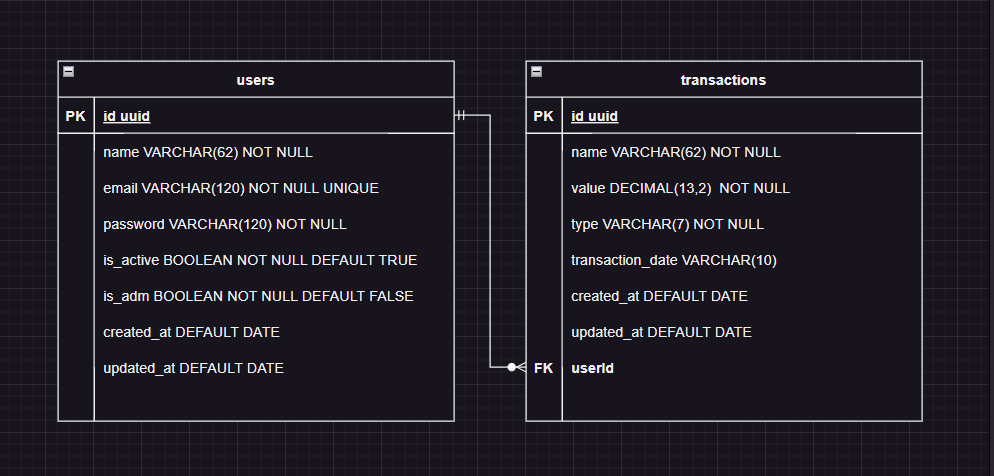 users
PK id uuid
name VARCHAR(62) NOT NULL
email VARCHAR(120) NOT NULL UNIQUE
password VARCHAR(120) NOT NULL
is_active BOOLEAN NOT NULL DEFAULT TRUE
is_adm BOOLEAN NOT NULL DEFAULT FALSE
created_at DEFAULT DATE
updated_at DEFAULT DATE
transactions
PK id uuid
name VARCHAR(62) NOT NULL
value DECIMAL(13,2)  NOT NULL
type VARCHAR(7) NOT NULL
transaction_date VARCHAR(10)
created_at DEFAULT DATE
updated_at DEFAULT DATE
FK userId